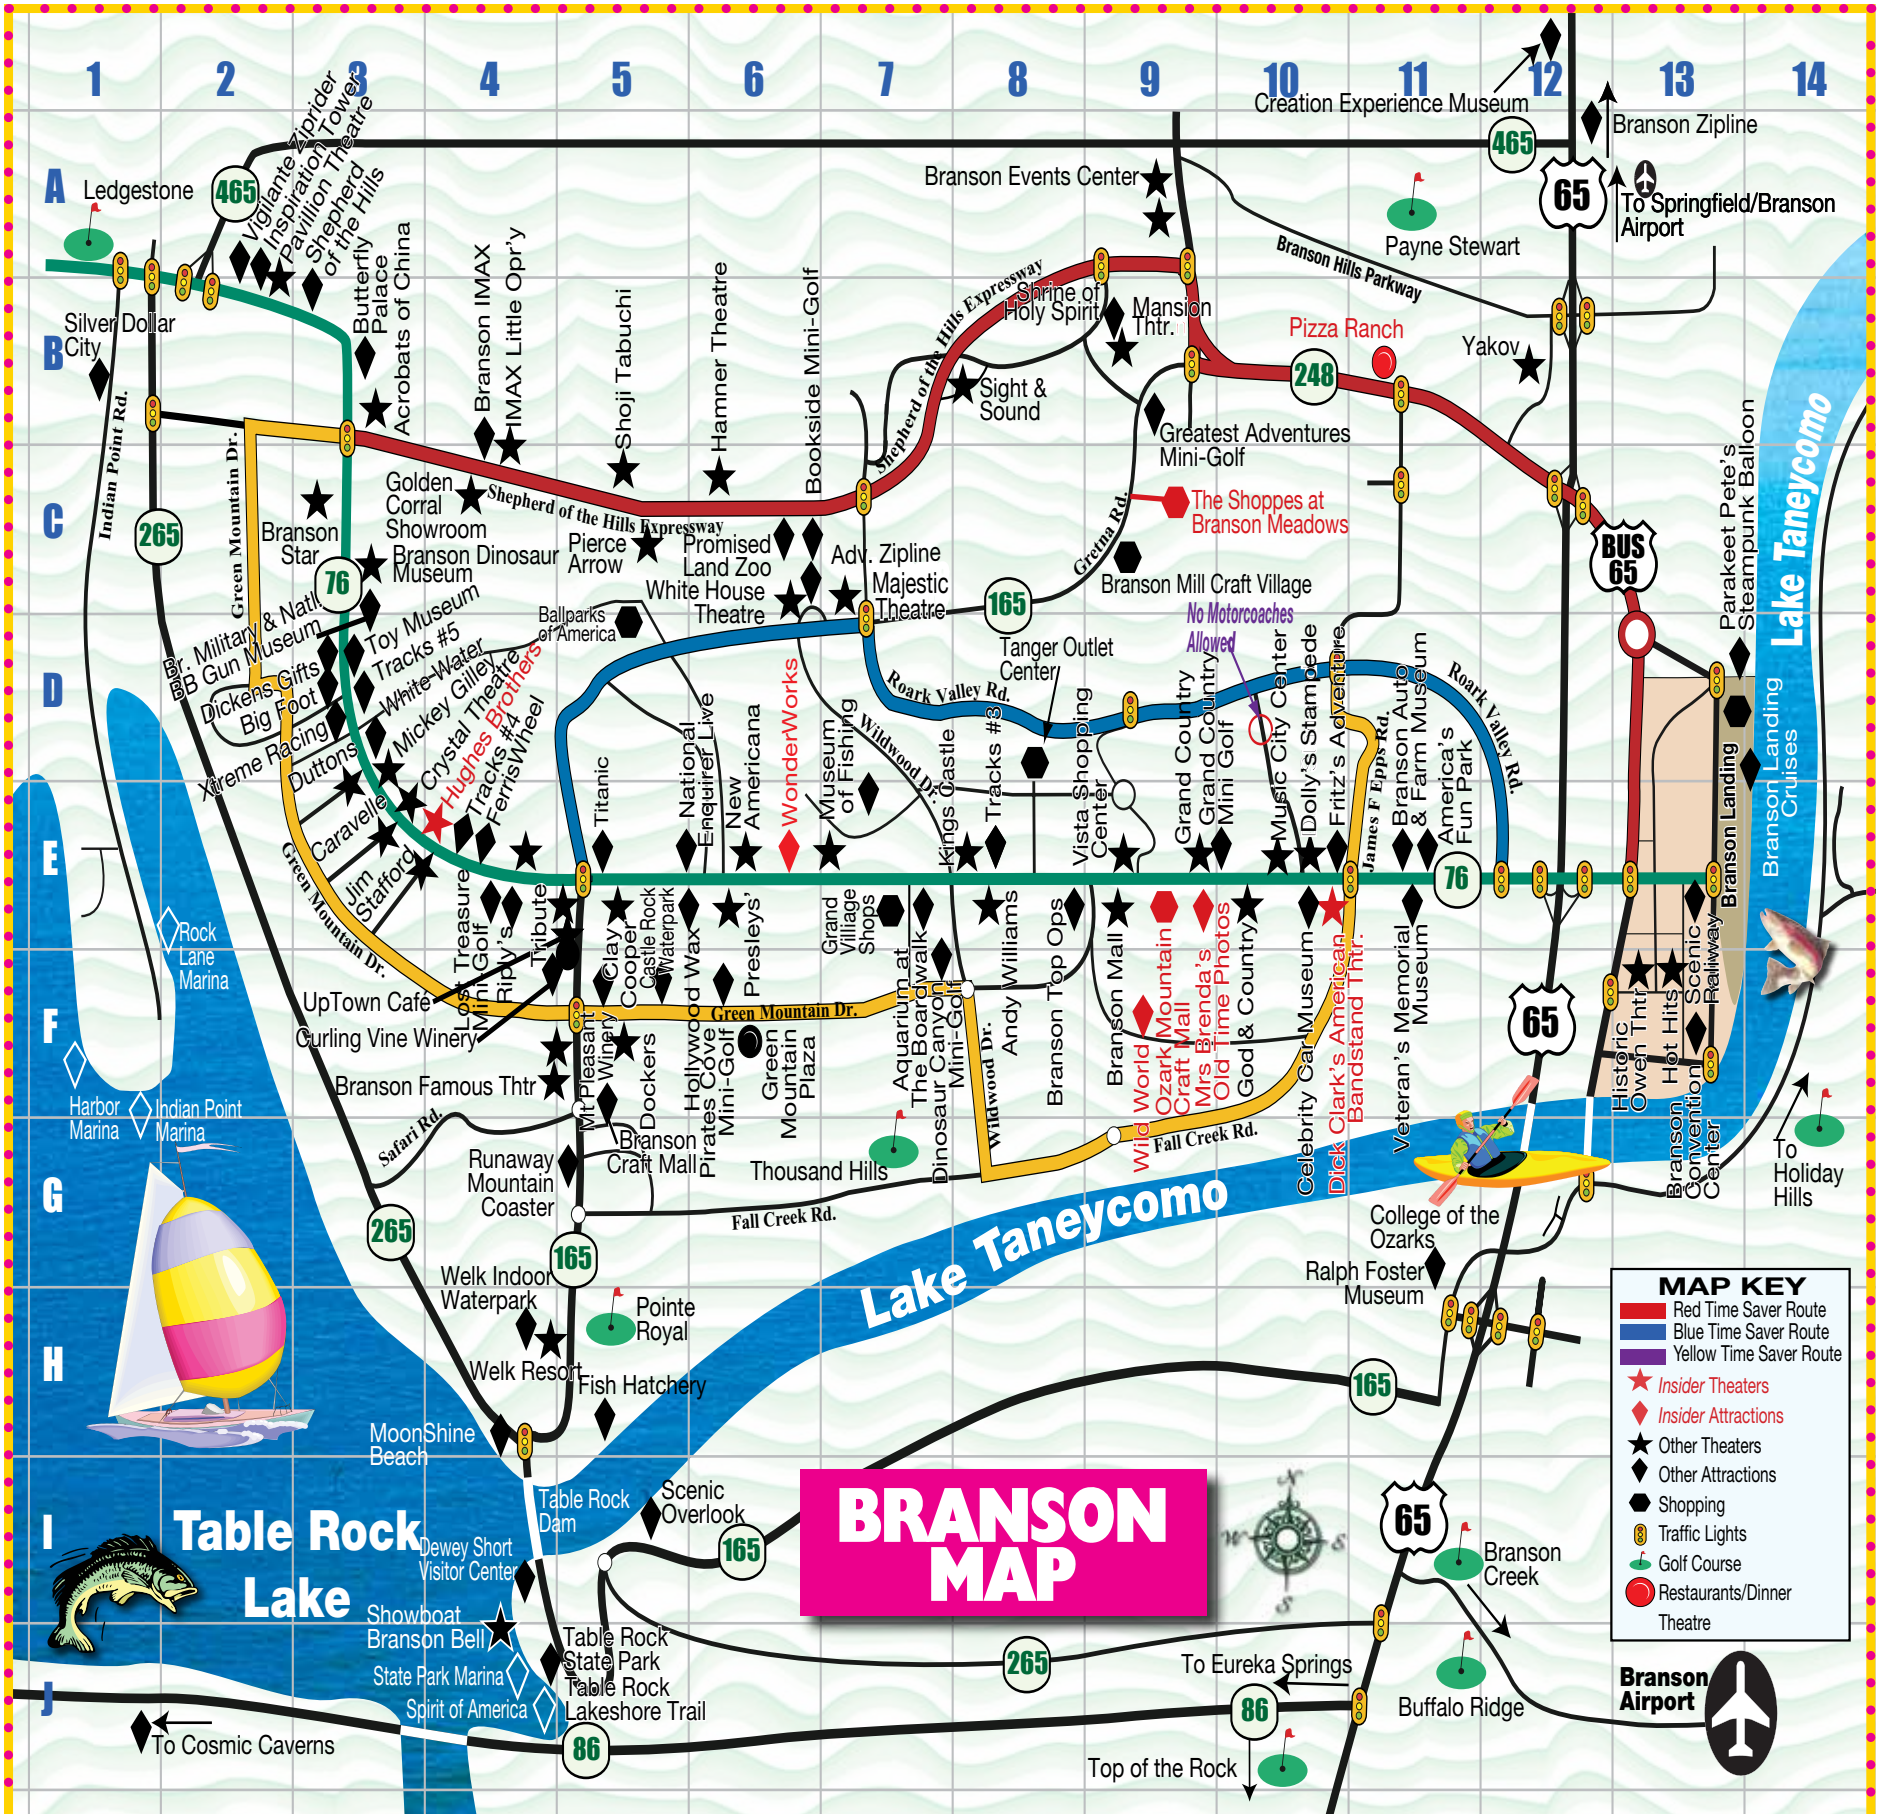 1 2 3 4 5 6 7 8 9 10 11 12 13 14
A
B
C
D
E
F
G
H
I
J
Ledgestone
465
Vigilante Ziprider
Inspiration Tower
Pavillion Theatre
Shepherd
of the Hills
Butterfly
Palace
Acrobats of China
Branson IMAX
IMAX Little Opr'y
Shoji Tabuchi
Hamner Theatre
Bookside Mini-Golf
Branson Events Center
Creation Experience Museum
465
Branson Zipline
65
To Springfield/Branson
Airport
Payne Stewart
Branson Hills Parkway
Shepherd of the Hills Expressway
Shrine of
Holy Spirit
Mansion
Thtr.
Pizza Ranch
248
Yakov
Silver Dollar
City
Indian Point Rd.
Sight &
Sound
Greatest Adventures
Mini-Golf
The Shoppes at
Branson Meadows
Gretna Rd.
Branson Mill Craft Village
No Motorcoaches
Allowed
265
Green Mountain Dr.
Branson
Star
76
Golden
Corral
Showroom
Shepherd of the Hills Expressway
Branson Dinosaur
Museum
Pierce
Arrow
Promised
Land Zoo
White House
Theatre
Adv. Zipline
Majestic
Theatre
165
BUS
65
Parakeet Pete's
Steampunk Balloon
Lake Taneycomo
Ballparks
of America
Br. Military & Natl.
BB Gun Museum
Dickens Gifts
Big Foot
Xtreme Racing
Duttons
Caravelle
Jim
Stafford
Toy Museum
Tracks #5
White-Water
Mickey Gilley
Crystal Theatre
Hughes Brothers
Tracks #4
FerrisWheel
Tanger Outlet
Center
Roark Valley Rd.
Wildwood Dr.
Titanic
National
Enquirer Live
New
Americana
WonderWorks
Museum
of Fishing
Kings Castle
Tracks #3
Vista Shopping
Center
Grand Country
Grand Country
Mini Golf
Music City Center
Dolly's Stampede
Fritz's Adventure
James F Epps Rd.
Branson Auto
& Farm Museum
America's
Fun Park
Roark Valley Rd.
76
Branson Landing
Branson Landing
Cruises
Green Mountain Dr.
Rock
Lane
Marina
Lost Treasure
Mini Golf
Riply's
Tribute
Clay
Cooper
Castle Rock
Waterpark
Hollywood Wax
Presleys'
Grand
Village
Shops
Aquarium at
The Boardwalk
Dinosaur Canyon
Mini-Golf
Andy Williams
Branson Top Ops
Branson Mall
Wild World
Ozark Mountain
Craft Mall
Mrs Brenda's
Old Time Photos
God & Country
Celebrity Car Museum
Dick Clark's American
Bandstand Thtr.
Veteran's Memorial
Museum
65
Historic
Owen Thtr
Hot Hits
Scenic
Railway
Branson
Convention
Center
UpTown Café
Curling Vine Winery
Branson Famous Thtr
Mt Pleasant
Winery
Dockers
Pirates Cove
Mini-Golf
Green
Mountain
Plaza
Green Mountain Dr.
Wildwood Dr.
Fall Creek Rd.
Harbor
Marina
Indian Point
Marina
Safari Rd.
Branson
Craft Mall
Runaway
Mountain
Coaster
Thousand Hills
Fall Creek Rd.
Lake Taneycomo
To
Holiday
Hills
265
165
College of the
Ozarks
Ralph Foster
Museum
Welk Indoor
Waterpark
Welk Resort
Pointe
Royal
Fish Hatchery
165
MoonShine
Beach
MAP KEY
Red Time Saver Route
Blue Time Saver Route
Yellow Time Saver Route
Insider Theaters
Insider Attractions
Other Theaters
Other Attractions
Shopping
Traffic Lights
Golf Course
Restaurants/Dinner
Theatre
Table Rock
Lake
Table Rock
Dam
Scenic
Overlook
165
BRANSON
MAP
N
W
S
S
65
Branson
Creek
Dewey Short
Visitor Center
Showboat
Branson Bell
State Park Marina
Spirit of America
Table Rock
State Park
Table Rock
Lakeshore Trail
265
To Eureka Springs
86
Buffalo Ridge
Branson
Airport
To Cosmic Caverns
86
Top of the Rock